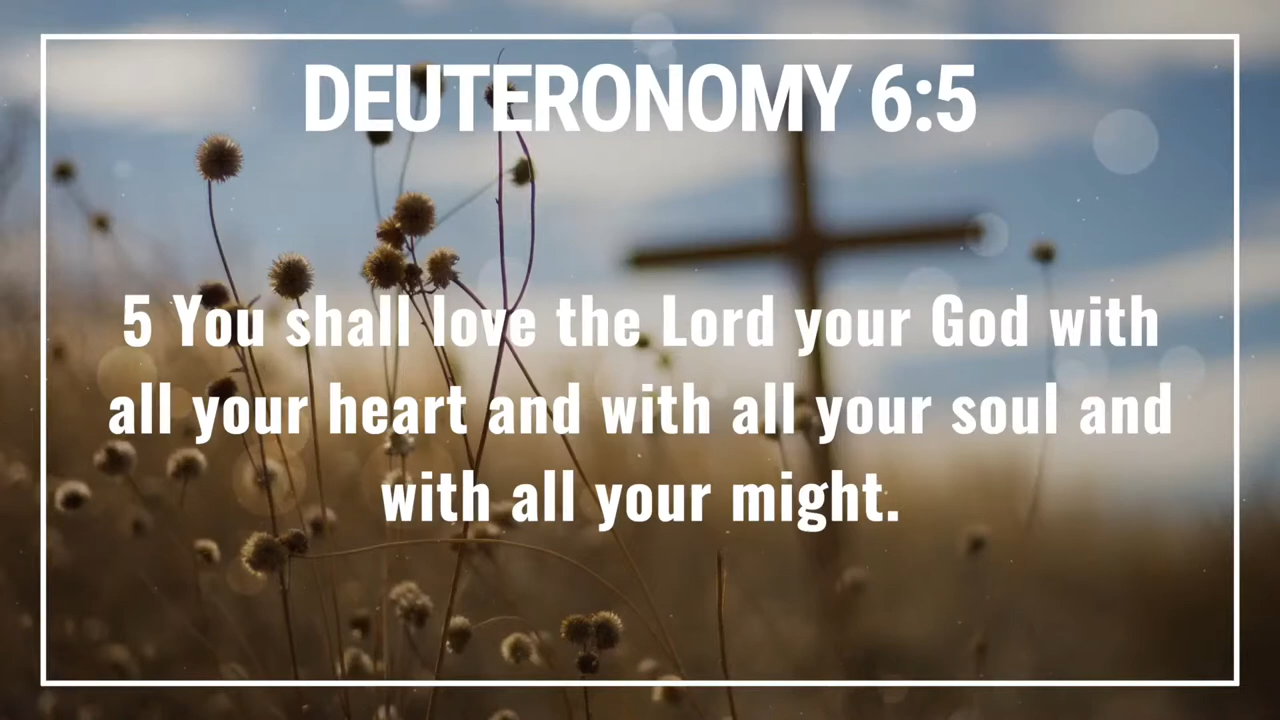 DEUTERONOMY 6:5
5 You shall love the Lord your God with
all your heart and with all your soul and
with all your might.